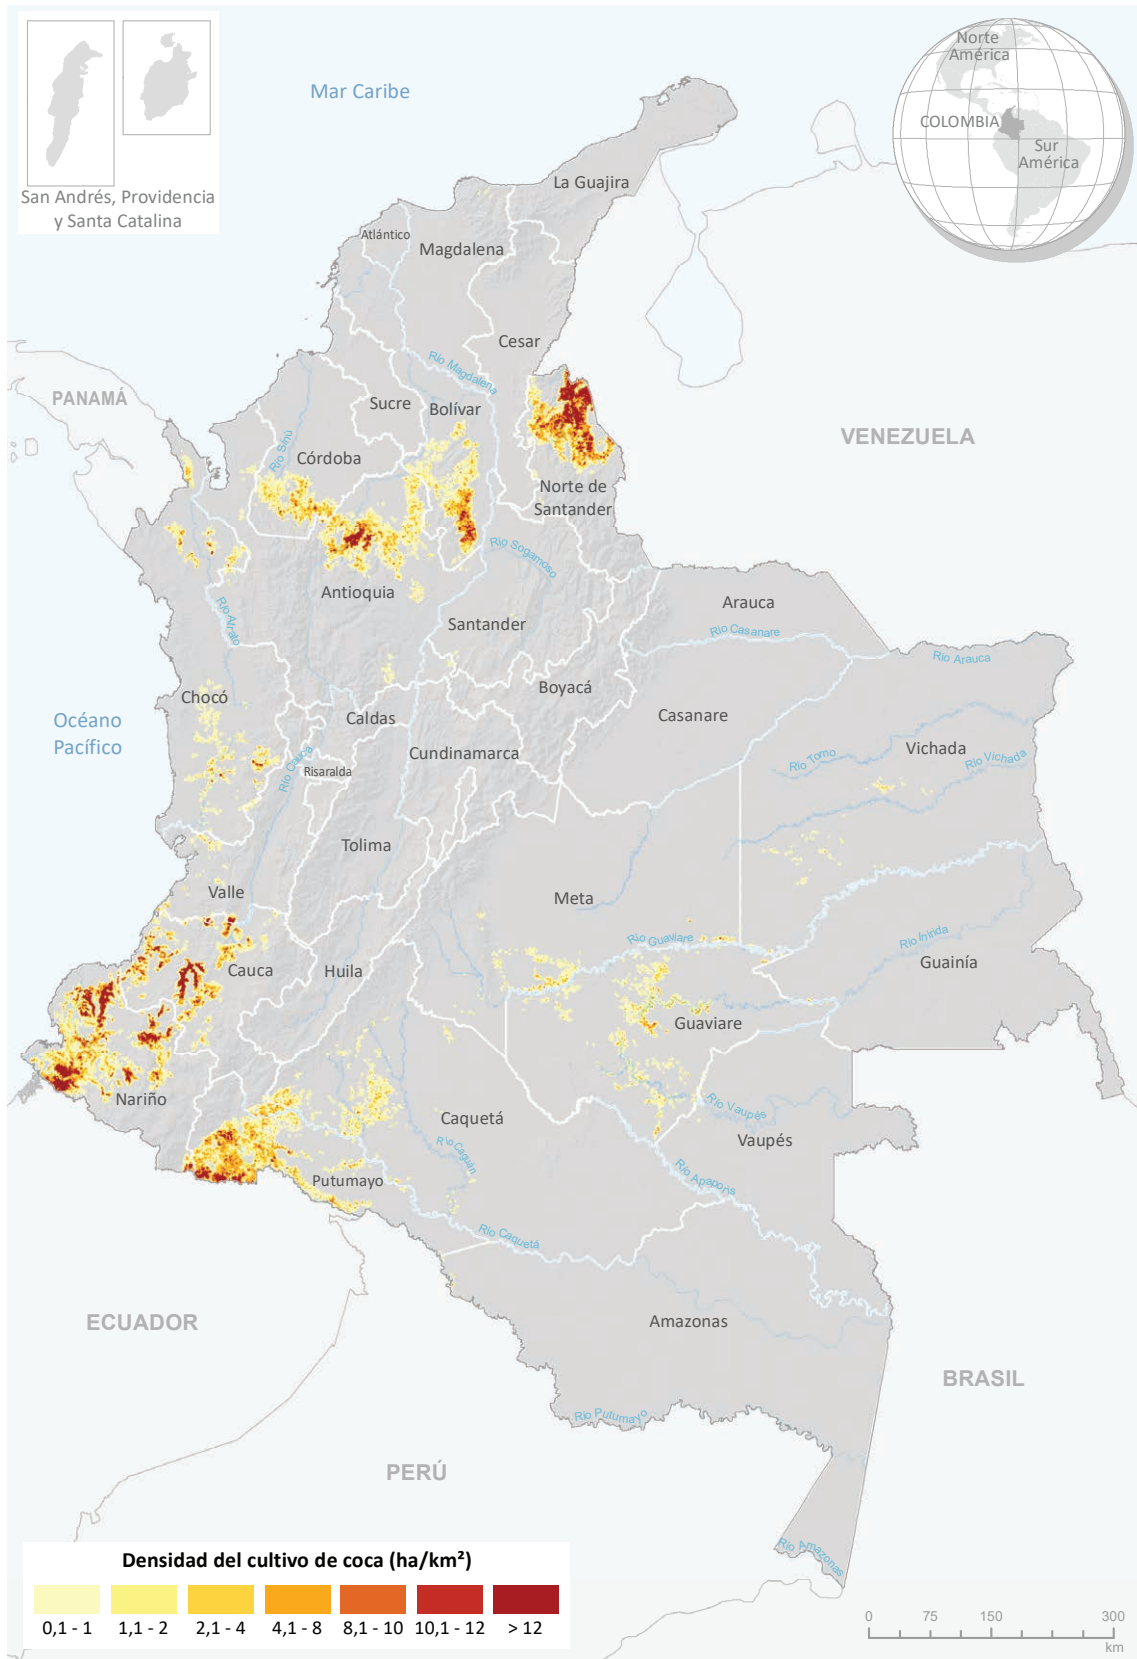 Mar Caribe
Norte
América
COLOMBIA
Sur
América
San Andrés, Providencia
y Santa Catalina
La Guajira
Atlántico
Magdalena
Cesar
Río Magdalena
PANAMÁ
Sucre
Bolívar
VENEZUELA
Río Sinú
Córdoba
Norte de
Santander
Río Sogamoso
Antioquia
Arauca
Río Atrato
Santander
Río Casanare
Río Arauca
Boyacá
Chocó
Casanare
Océano
Pacífico
Caldas
Cundinamarca
Vichada
Río Tomo
Río Vichada
Río Cauca
Risaralda
Tolima
Valle
Meta
Río Guaviare
Río Inírida
Guainía
Cauca
Huila
Guaviare
Nariño
Caquetá
Río Vaupés
Vaupés
Río Caguán
Putumayo
Río Apaporis
Río Caquetá
ECUADOR
Amazonas
BRASIL
Río Putumayo
PERÚ
Río Amazonas
Densidad del cultivo de coca (ha/km²)
0,1 - 1 1,1 - 2 2,1 - 4 4,1 - 8 8,1 - 10 10,1 - 12 > 12
0 75 150 300
km